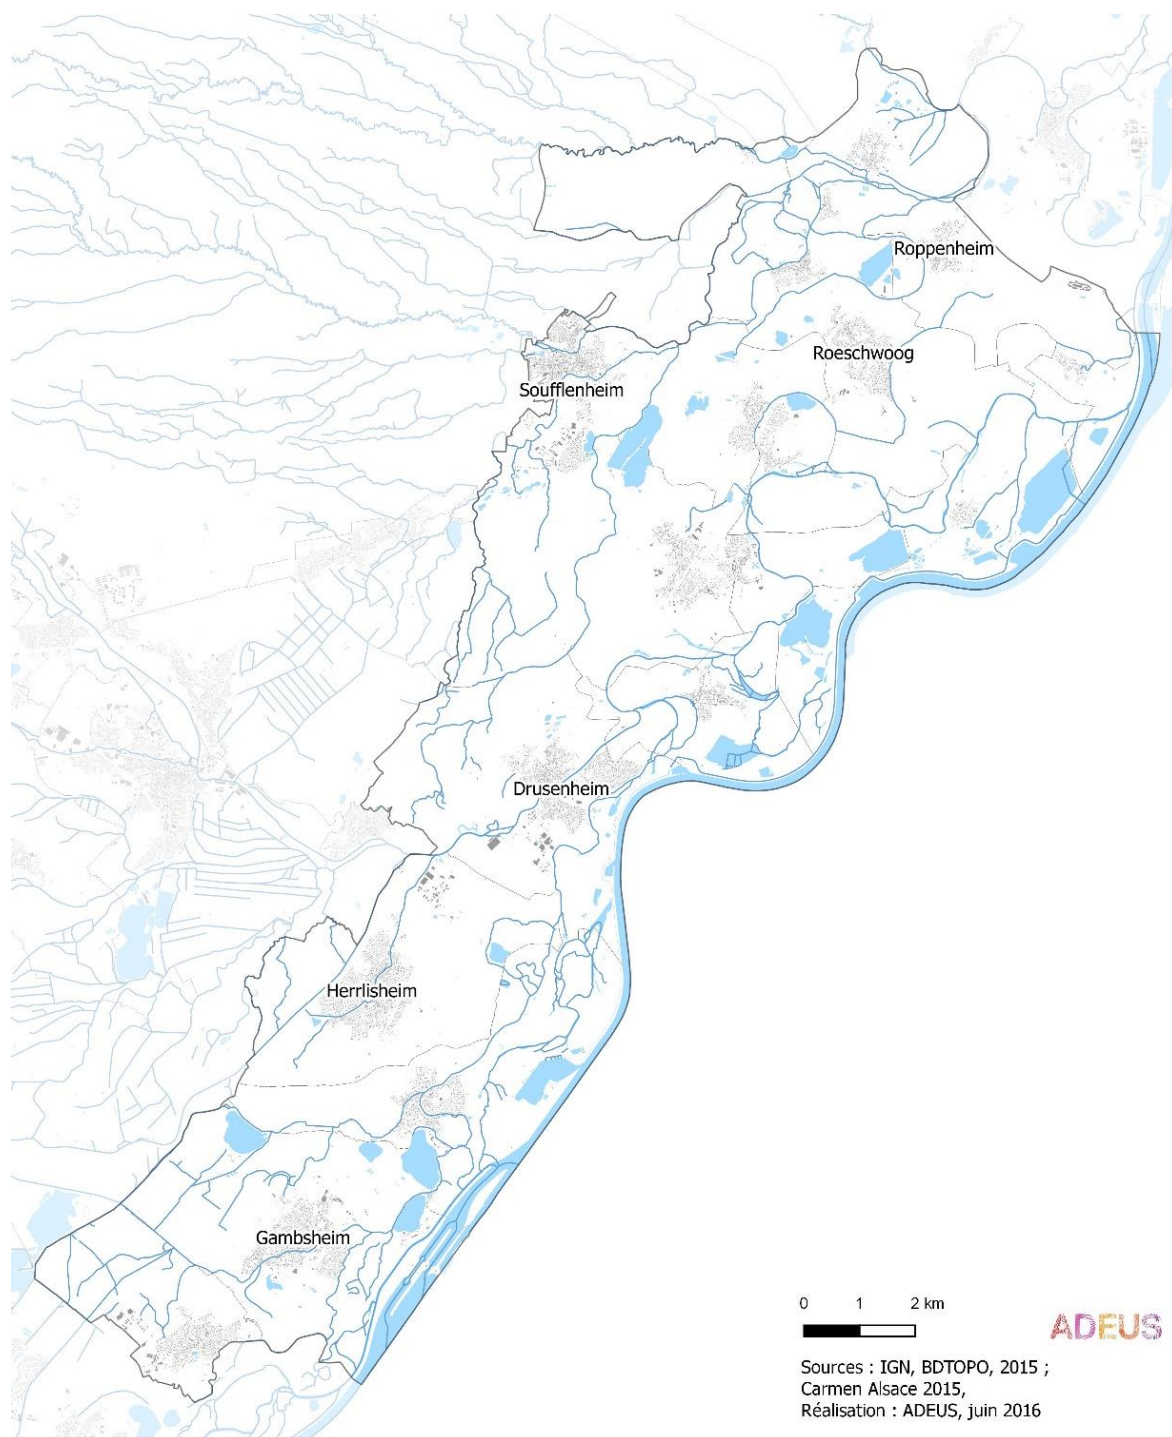 Roppenheim
Roeschwoog
Soufflenheim
Drusenheim
Herrlisheim
Gambsheim
0 1 2 km
ADEUS
Sources : IGN, BDTOPO, 2015 ;
Carmen Alsace 2015,
Réalisation : ADEUS, juin 2016